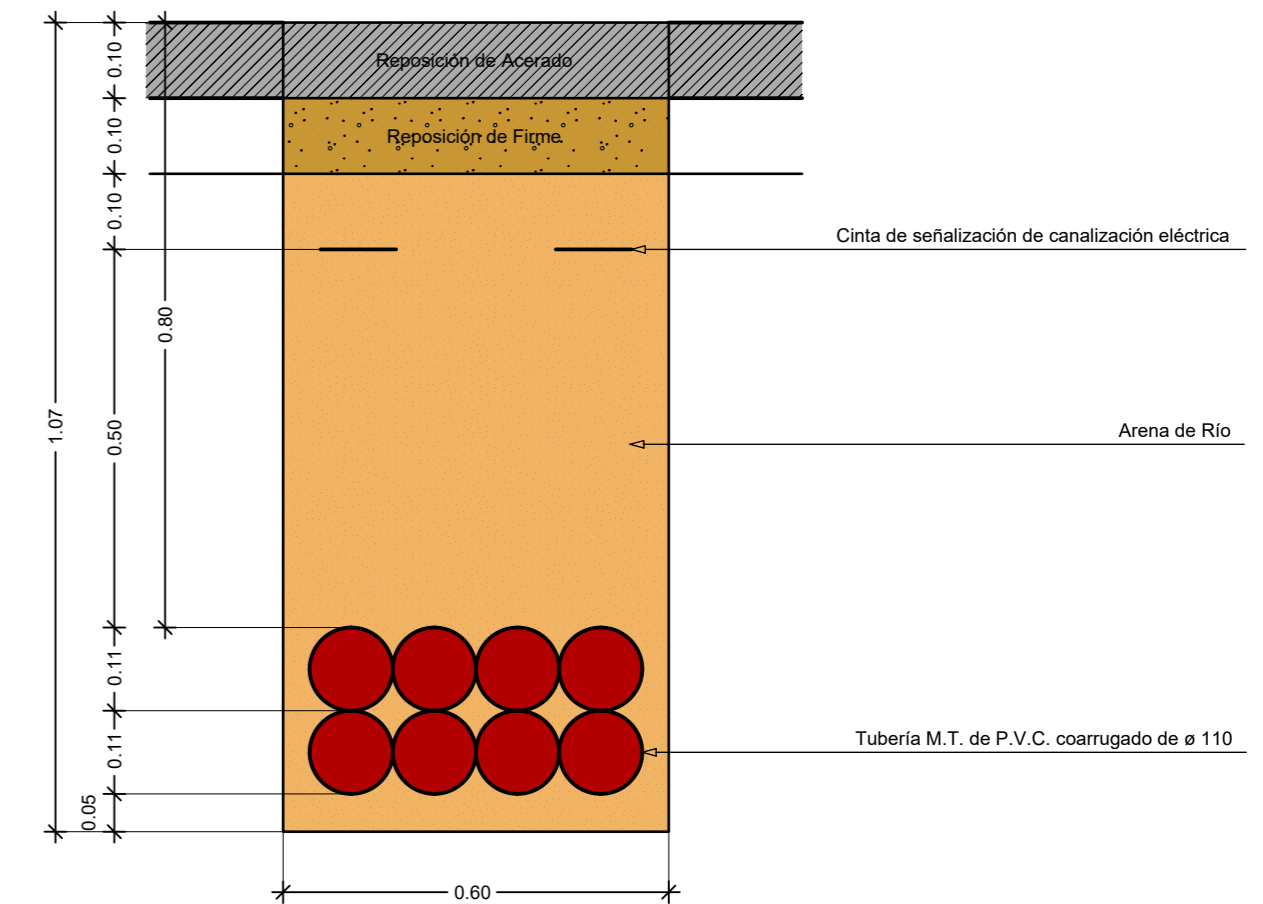 0.10
Reposición de Acerado
0.10
Reposición de Firme
0.10
Cinta de señalización de canalización eléctrica
0.80
1.07
0.50
Arena de Río
0.11
0.11
Tubería M.T. de P.V.C. coarrugado de ø 110
0.05
0.60